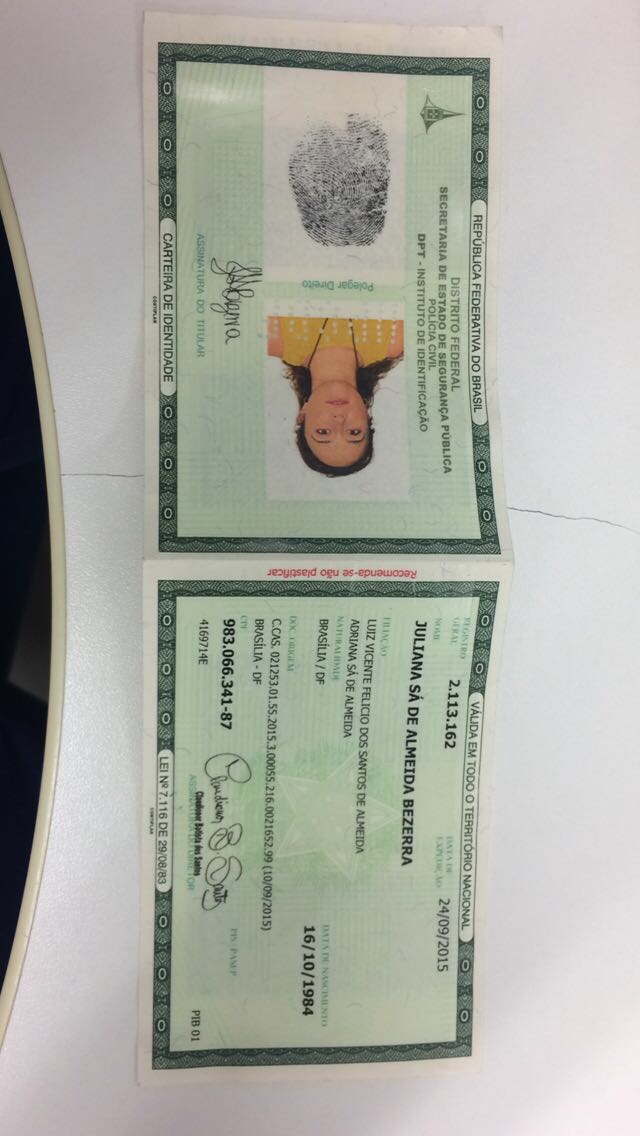 REPÚBLICA FEDERATIVA DO BRASIL
DISTRITO FEDERAL
SECRETARIA DE ESTADO DE SEGURANÇA PÚBLICA
POLÍCIA CIVIL
DPT - INSTITUTO DE IDENTIFICAÇÃO
Polegar Direito
JSABezerra
ASSINATURA DO TITULAR
CARTEIRA DE IDENTIDADE
CONTIPLAN
Recomenda-se não plastificar
VÁLIDA EM TODO O TERRITÓRIO NACIONAL
REGISTRO GERAL 2.113.162 DATA DE EXPEDIÇÃO 24/09/2015
NOME
JULIANA SÁ DE ALMEIDA BEZERRA
FILIAÇÃO
LUIZ VICENTE FELICIO DOS SANTOS DE ALMEIDA
ADRIANA SÁ DE ALMEIDA
NATURALIDADE
BRASÍLIA / DF
DATA DE NASCIMENTO
16/10/1984
DOC. ORIGEM
C.CAS. 021253.01.55.2015.3.00055.216.0021652.99 (10/09/2015)
BRASÍLIA - DF
CPF
983.066.341-87
PIS / PASEP
4169714E
Claudionor B. Santos
Claudionor Batista dos Santos
ASSINATURA DO DIRETOR
PIB 01
LEI Nº 7.116 DE 29/08/83
CONTIPLAN